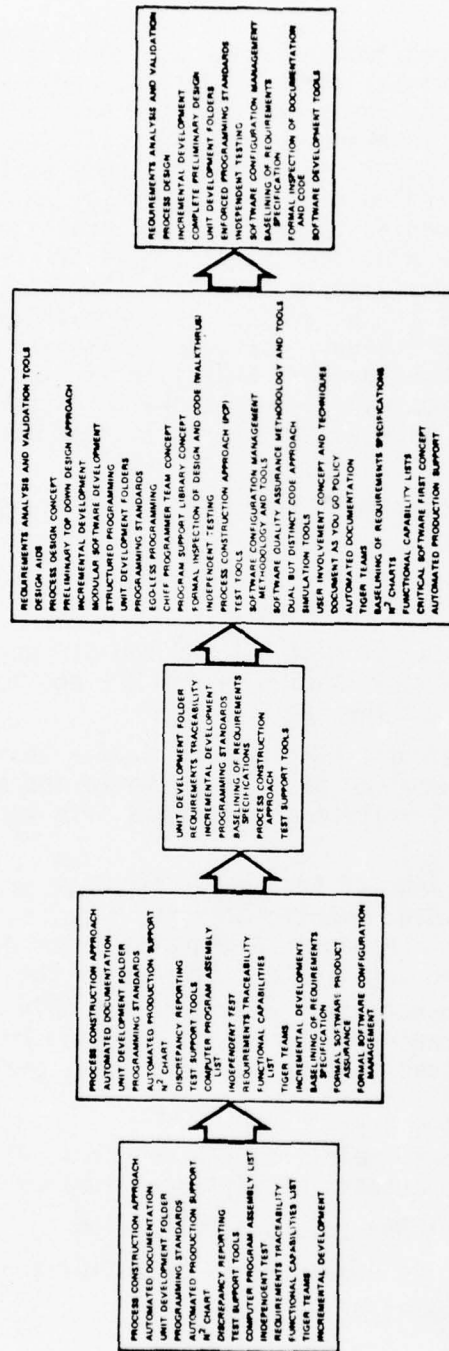 PROCESS CONSTRUCTION APPROACH
AUTOMATED DOCUMENTATION
UNIT DEVELOPMENT FOLDER
PROGRAMMING STANDARDS
AUTOMATED PRODUCTION SUPPORT
N² CHART
DISCREPANCY REPORTING
TEST SUPPORT TOOLS
COMPUTER PROGRAM ASSEMBLY LIST
INDEPENDENT TEST
REQUIREMENTS TRACEABILITY
FUNCTIONAL CAPABILITIES LIST
TIGER TEAMS
INCREMENTAL DEVELOPMENT
PROCESS CONSTRUCTION APPROACH
AUTOMATED DOCUMENTATION
UNIT DEVELOPMENT FOLDER
PROGRAMMING STANDARDS
AUTOMATED PRODUCTION SUPPORT
N² CHART
DISCREPANCY REPORTING
TEST SUPPORT TOOLS
COMPUTER PROGRAM ASSEMBLY
LIST
INDEPENDENT TEST
REQUIREMENTS TRACEABILITY
FUNCTIONAL CAPABILITIES
LIST
TIGER TEAMS
INCREMENTAL DEVELOPMENT
BASELINING OF REQUIREMENTS
SPECIFICATION
FORMAL SOFTWARE PRODUCT
ASSURANCE
FORMAL SOFTWARE CONFIGURATION
MANAGEMENT
UNIT DEVELOPMENT FOLDER
REQUIREMENTS TRACEABILITY
INCREMENTAL DEVELOPMENT
PROGRAMMING STANDARDS
BASELINING OF REQUIREMENTS
SPECIFICATIONS
PROCESS CONSTRUCTION
APPROACH
TEST SUPPORT TOOLS
REQUIREMENTS ANALYSIS AND VALIDATION TOOLS
DESIGN AIDS
PROCESS DESIGN CONCEPT
PRELIMINARY TOP DOWN DESIGN APPROACH
INCREMENTAL DEVELOPMENT
MODULAR SOFTWARE DEVELOPMENT
STRUCTURED PROGRAMMING
UNIT DEVELOPMENT FOLDERS
PROGRAMMING STANDARDS
EGO-LESS PROGRAMMING
CHIEF PROGRAMMER TEAM CONCEPT
PROGRAM SUPPORT LIBRARY CONCEPT
FORMAL INSPECTION OF DESIGN AND CODE (WALKTHRUS)
INDEPENDENT TESTING
PROCESS CONSTRUCTION APPROACH (PCP)
TEST TOOLS
SOFTWARE CONFIGURATION MANAGEMENT
METHODOLOGY AND TOOLS
SOFTWARE QUALITY ASSURANCE METHODOLOGY AND TOOLS
DUAL BUT DISTINCT CODE APPROACH
SIMULATION TOOLS
USER INVOLVEMENT CONCEPT AND TECHNIQUES
DOCUMENT AS YOU GO POLICY
AUTOMATED DOCUMENTATION
TIGER TEAMS
BASELINING OF REQUIREMENTS SPECIFICATIONS
N² CHARTS
FUNCTIONAL CAPABILITY LISTS
CRITICAL SOFTWARE FIRST CONCEPT
AUTOMATED PRODUCTION SUPPORT
REQUIREMENTS ANALYSIS AND VALIDATION
PROCESS DESIGN
INCREMENTAL DEVELOPMENT
COMPLETE PRELIMINARY DESIGN
UNIT DEVELOPMENT FOLDERS
ENFORCED PROGRAMMING STANDARDS
INDEPENDENT TESTING
SOFTWARE CONFIGURATION MANAGEMENT
BASELINING OF REQUIREMENTS
SPECIFICATION
FORMAL INSPECTION OF DOCUMENTATION
AND CODE
SOFTWARE DEVELOPMENT TOOLS